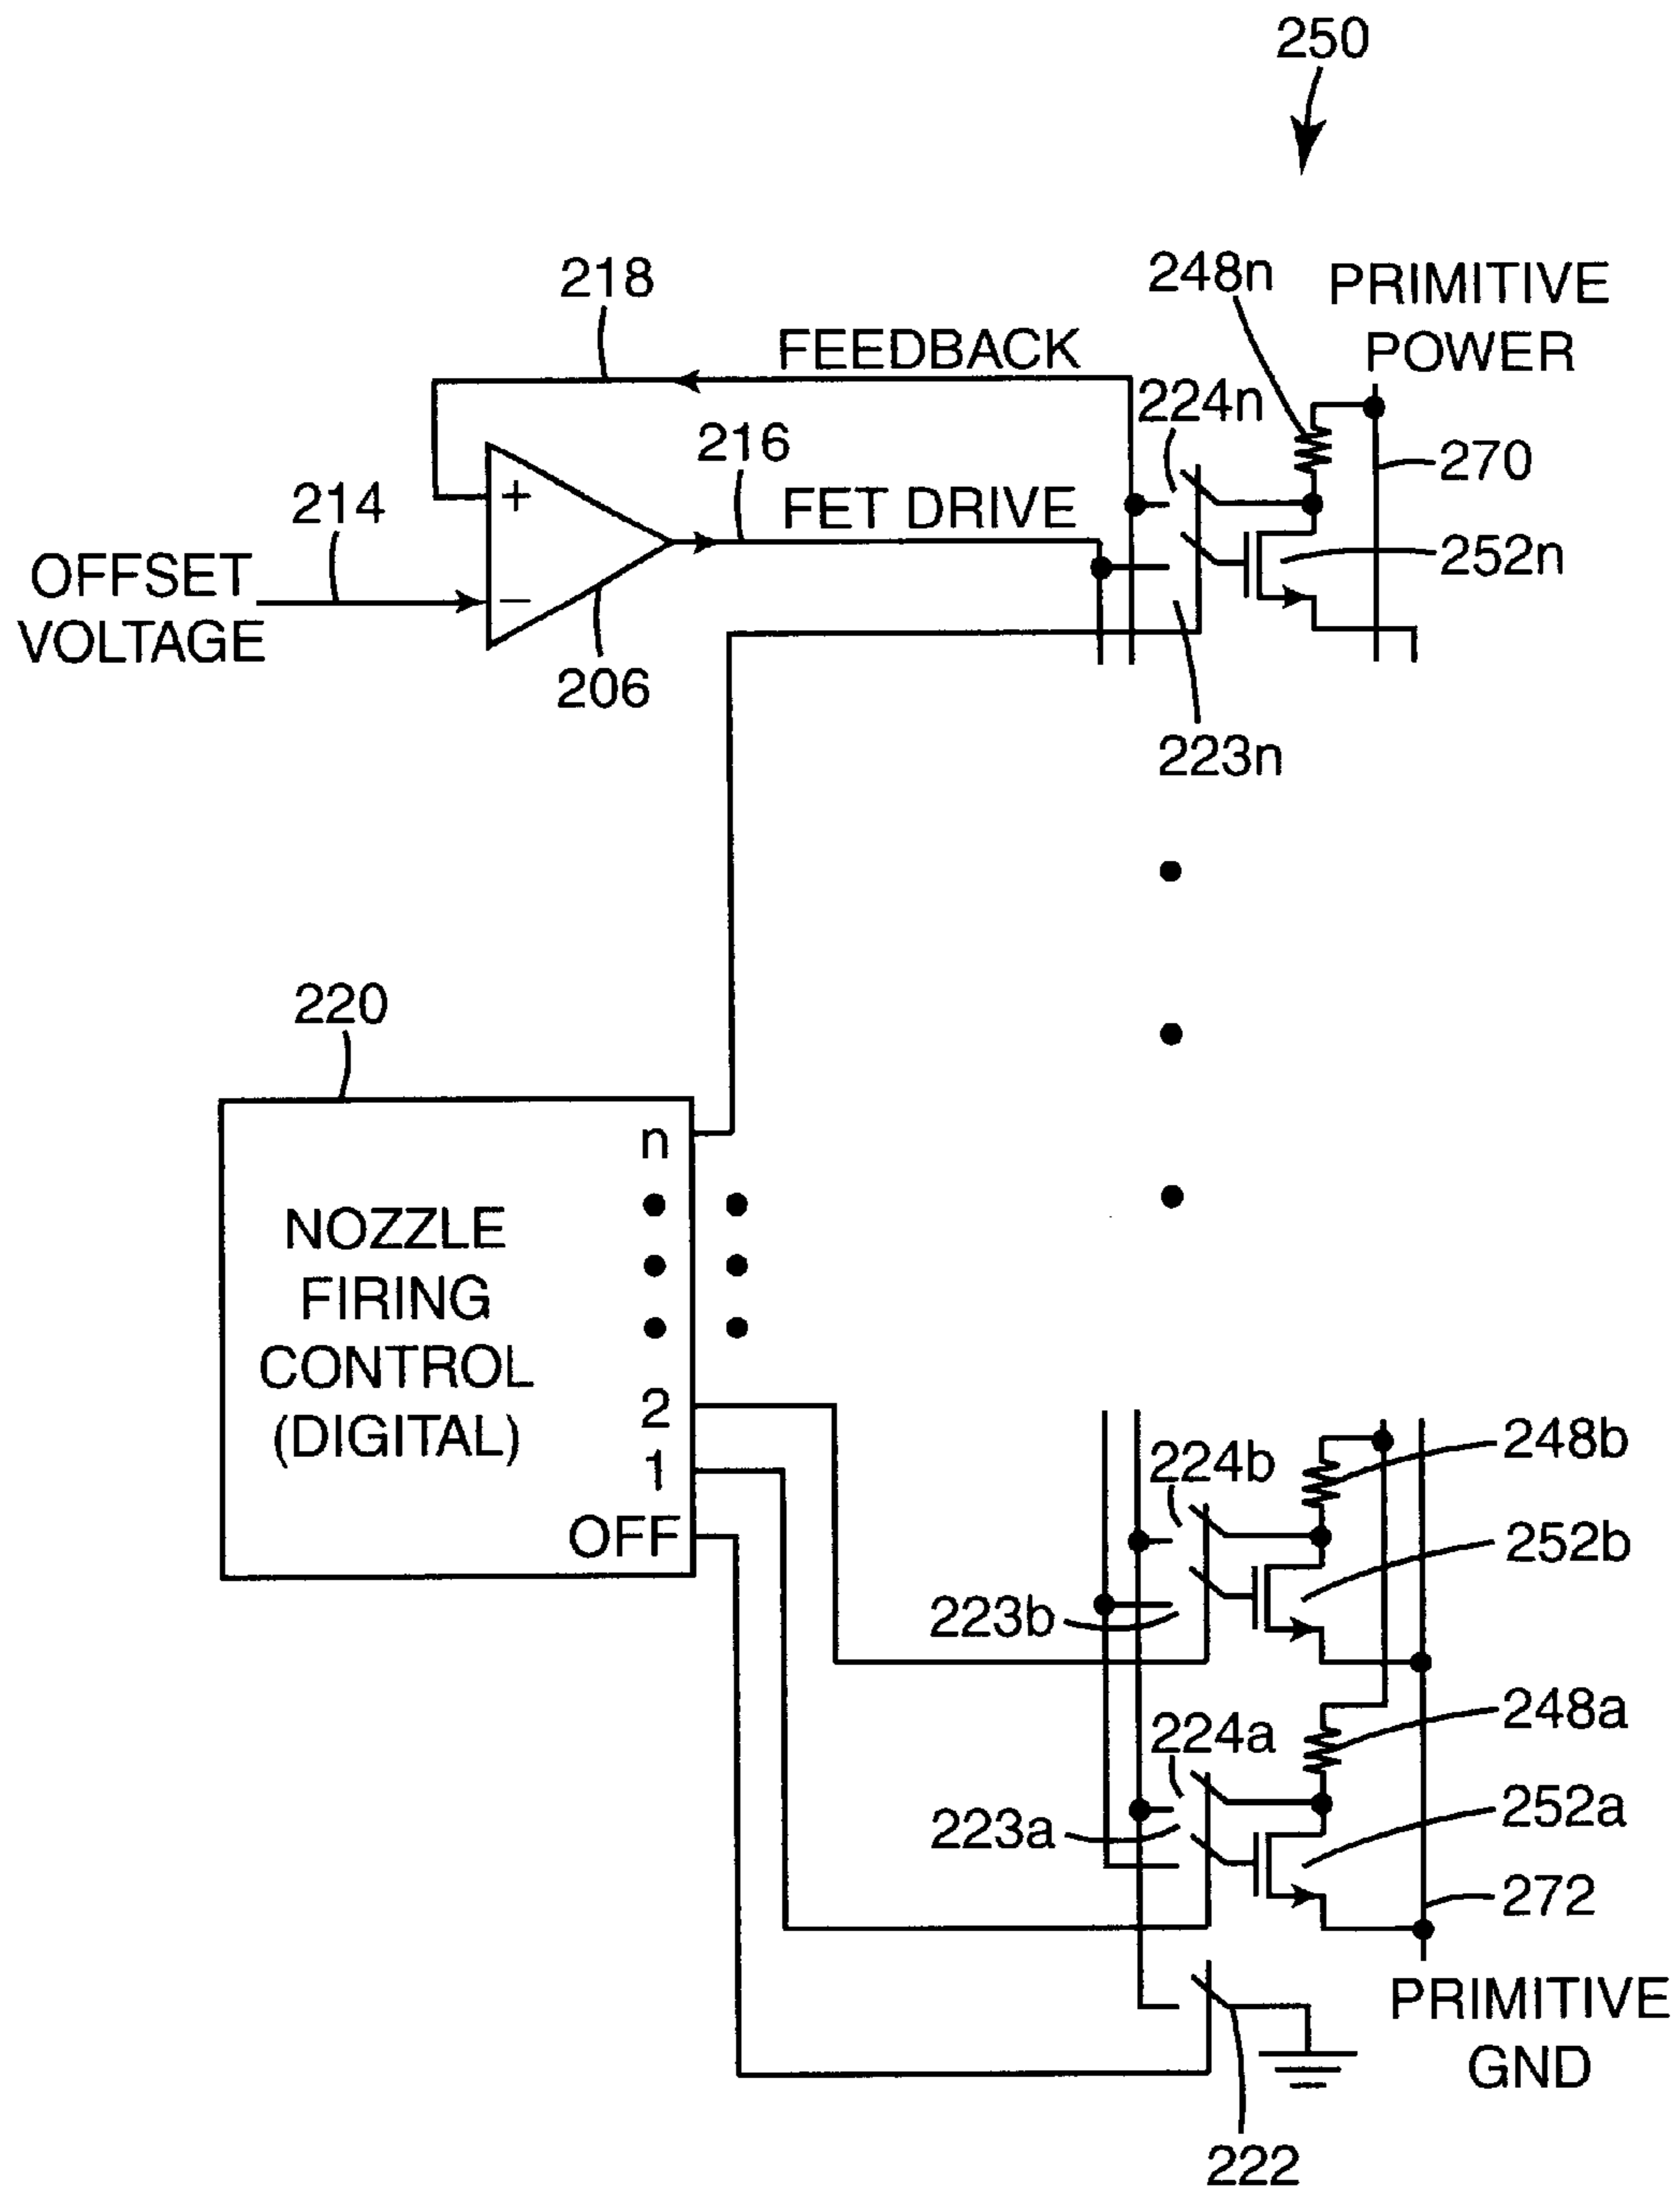 250
218
248n
PRIMITIVE
POWER
FEEDBACK
224n
216
270
214
+
FET DRIVE
252n
OFFSET
VOLTAGE
−
206
223n
220
n
NOZZLE
FIRING
CONTROL
(DIGITAL)
2
1
OFF
224b
248b
252b
223b
248a
224a
252a
223a
272
PRIMITIVE
GND
222